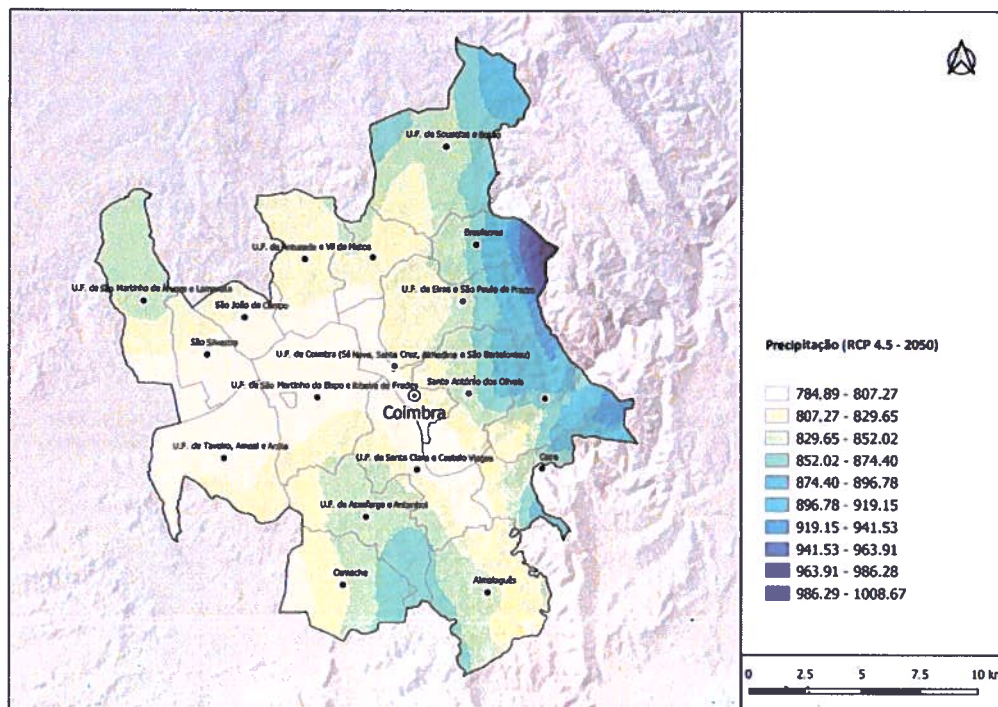 U.F. de Souselas e Botão
Brasfemes
U.F. de Antuzede e Vil de Matos
U.F. de São Martinho de Árvore e Lamarosa
U.F. de Eiras e São Paulo de Frades
São João do Campo
São Silvestre
U.F. de Coimbra (Sé Nova, Santa Cruz, Almedina e São Bartolomeu)
U.F. de São Martinho do Bispo e Ribeira de Frades
Santo António dos Olivais
Coimbra
U.F. de Taveiro, Ameal e Arzila
U.F. de Santa Clara e Castelo Viegas
Ceira
U.F. de Assafarge e Antanhol
Cernache
Almalaguês
Precipitação (RCP 4.5 - 2050)
784.89 - 807.27
807.27 - 829.65
829.65 - 852.02
852.02 - 874.40
874.40 - 896.78
896.78 - 919.15
919.15 - 941.53
941.53 - 963.91
963.91 - 986.28
986.29 - 1008.67
0 2.5 5 7.5 10 km